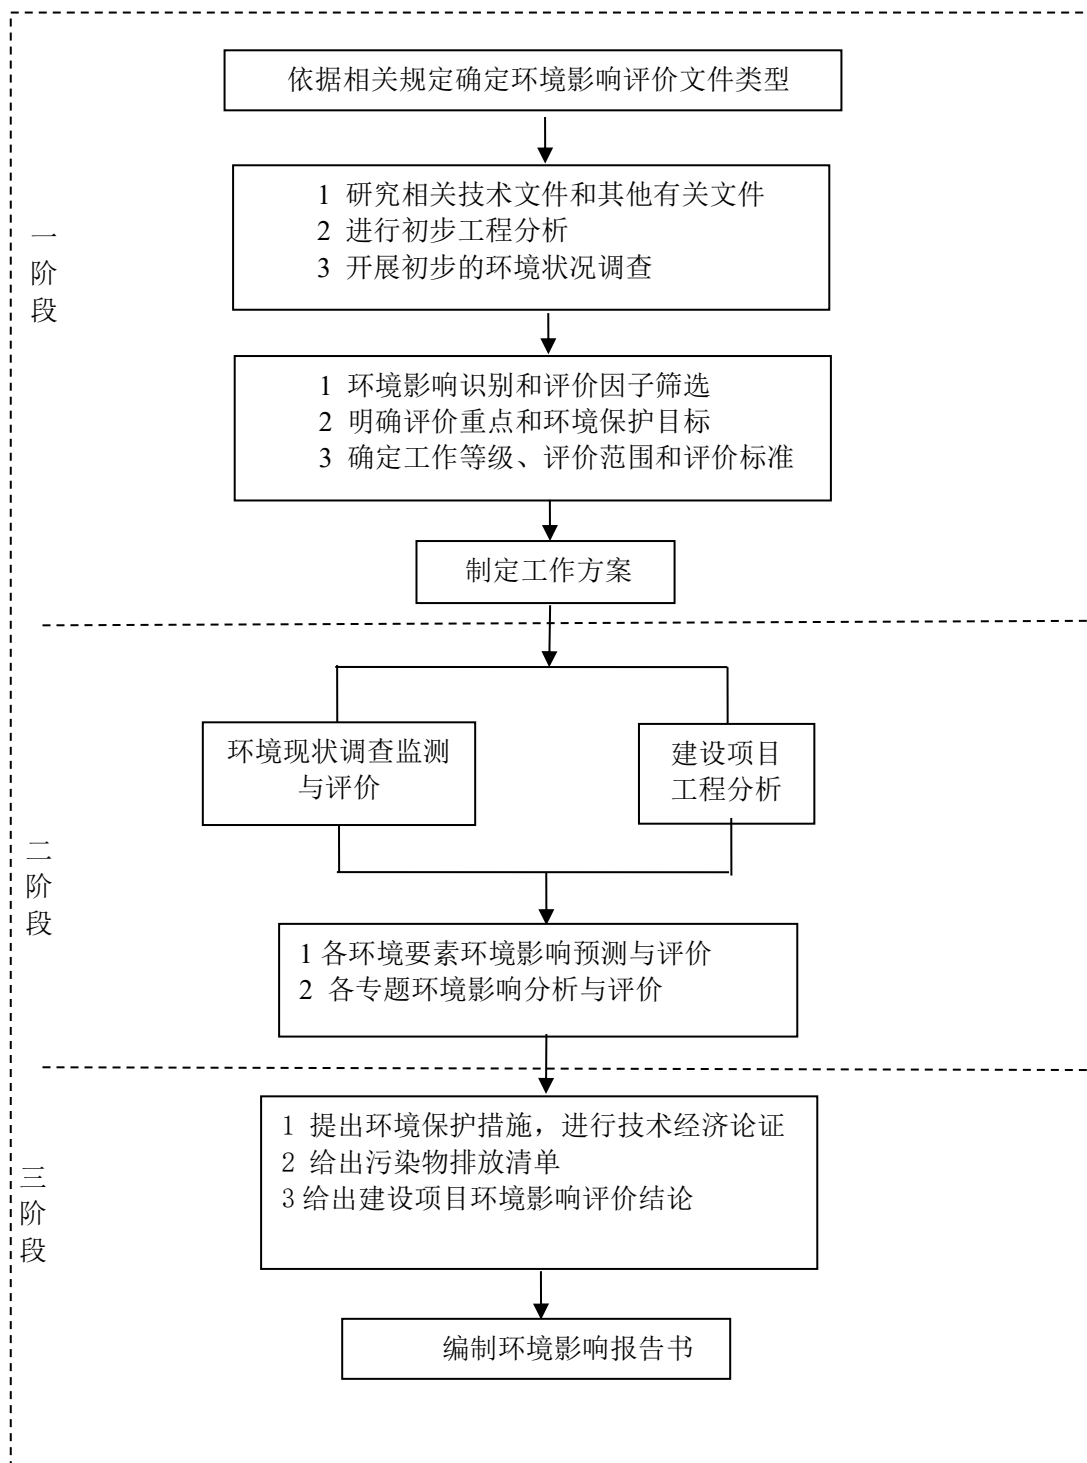 依据相关规定确定环境影响评价文件类型
1 研究相关技术文件和其他有关文件
2 进行初步工程分析
3 开展初步的环境状况调查
一
阶
段
1 环境影响识别和评价因子筛选
2 明确评价重点和环境保护目标
3 确定工作等级、评价范围和评价标准
制定工作方案
环境现状调查监测
与评价
建设项目
工程分析
二
阶
段
1 各环境要素环境影响预测与评价
2 各专题环境影响分析与评价
1 提出环境保护措施，进行技术经济论证
2 给出污染物排放清单
3 给出建设项目环境影响评价结论
三
阶
段
编制环境影响报告书